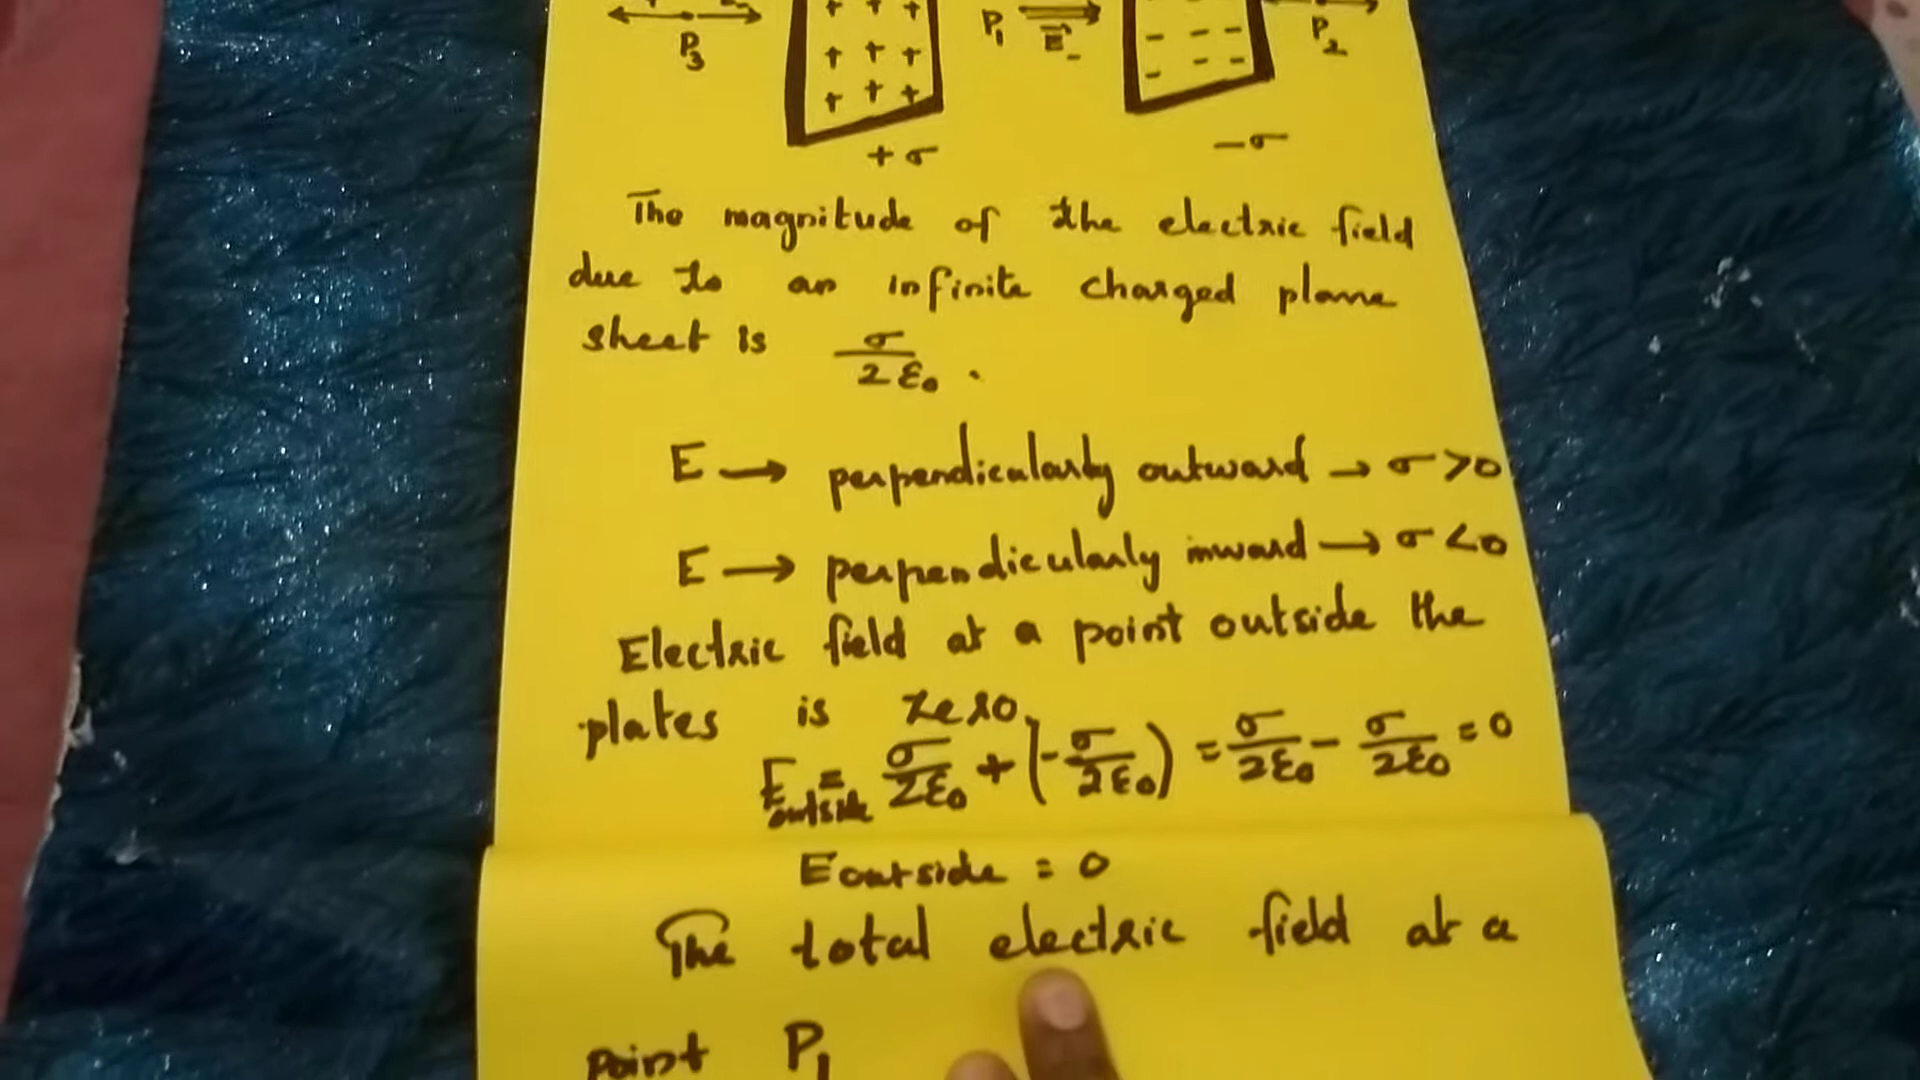 P3
+ + +
P1
E
- - -
P2
+ + +
- - -
+ + +
+ σ
- σ
The magnitude of the electric field
due to an infinite charged plane
sheet is σ/2ε0 .
E → perpendicularly outward → σ > 0
E → perpendicularly inward → σ < 0
Electric field at a point outside the
plates is zero.
Eoutside = σ/2ε0 + (-σ/2ε0) = σ/2ε0 - σ/2ε0 = 0
Eoutside = 0
The total electric field at a
point P1